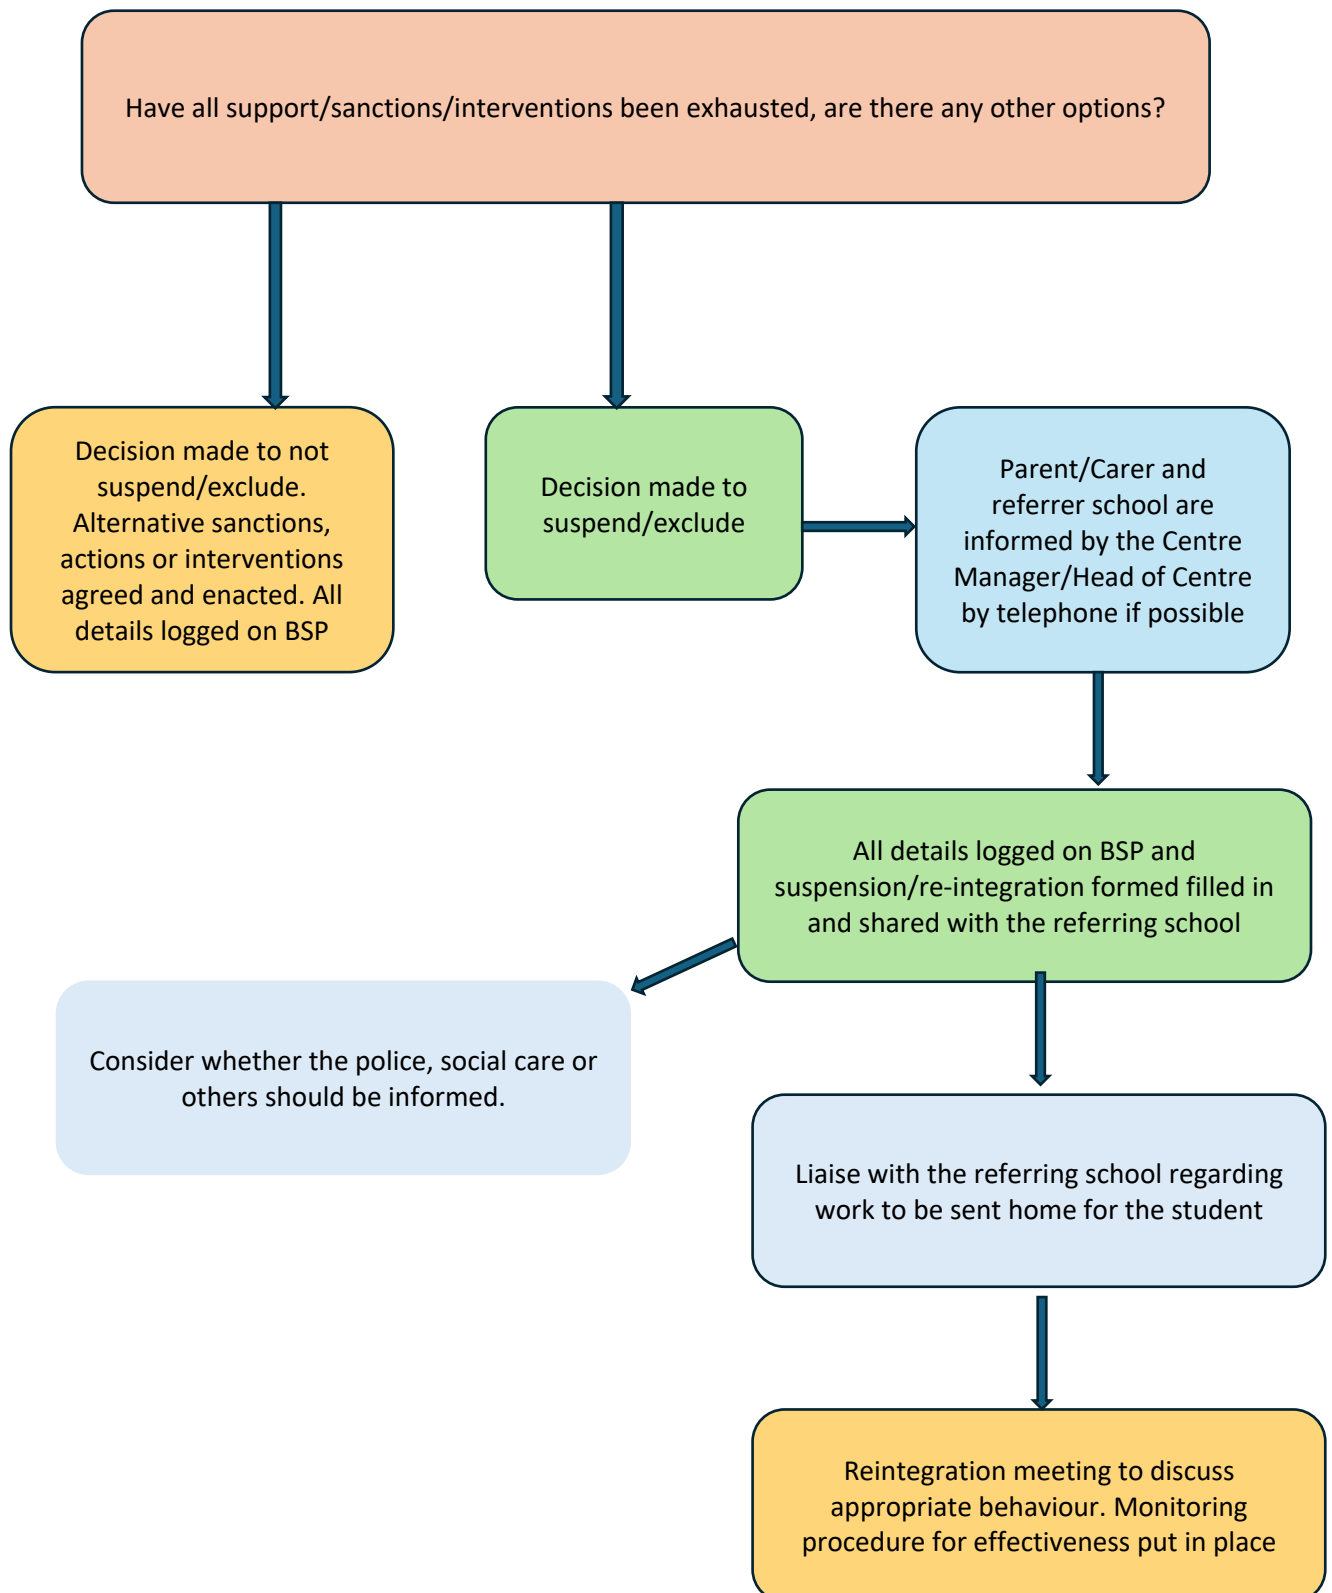 Have all support/sanctions/interventions been exhausted, are there any other options?
Decision made to not
suspend/exclude.
Alternative sanctions,
actions or interventions
agreed and enacted. All
details logged on BSP
Decision made to
suspend/exclude
Parent/Carer and
referrer school are
informed by the Centre
Manager/Head of Centre
by telephone if possible
All details logged on BSP and
suspension/re-integration formed filled in
and shared with the referring school
Consider whether the police, social care or
others should be informed.
Liaise with the referring school regarding
work to be sent home for the student
Reintegration meeting to discuss
appropriate behaviour. Monitoring
procedure for effectiveness put in place